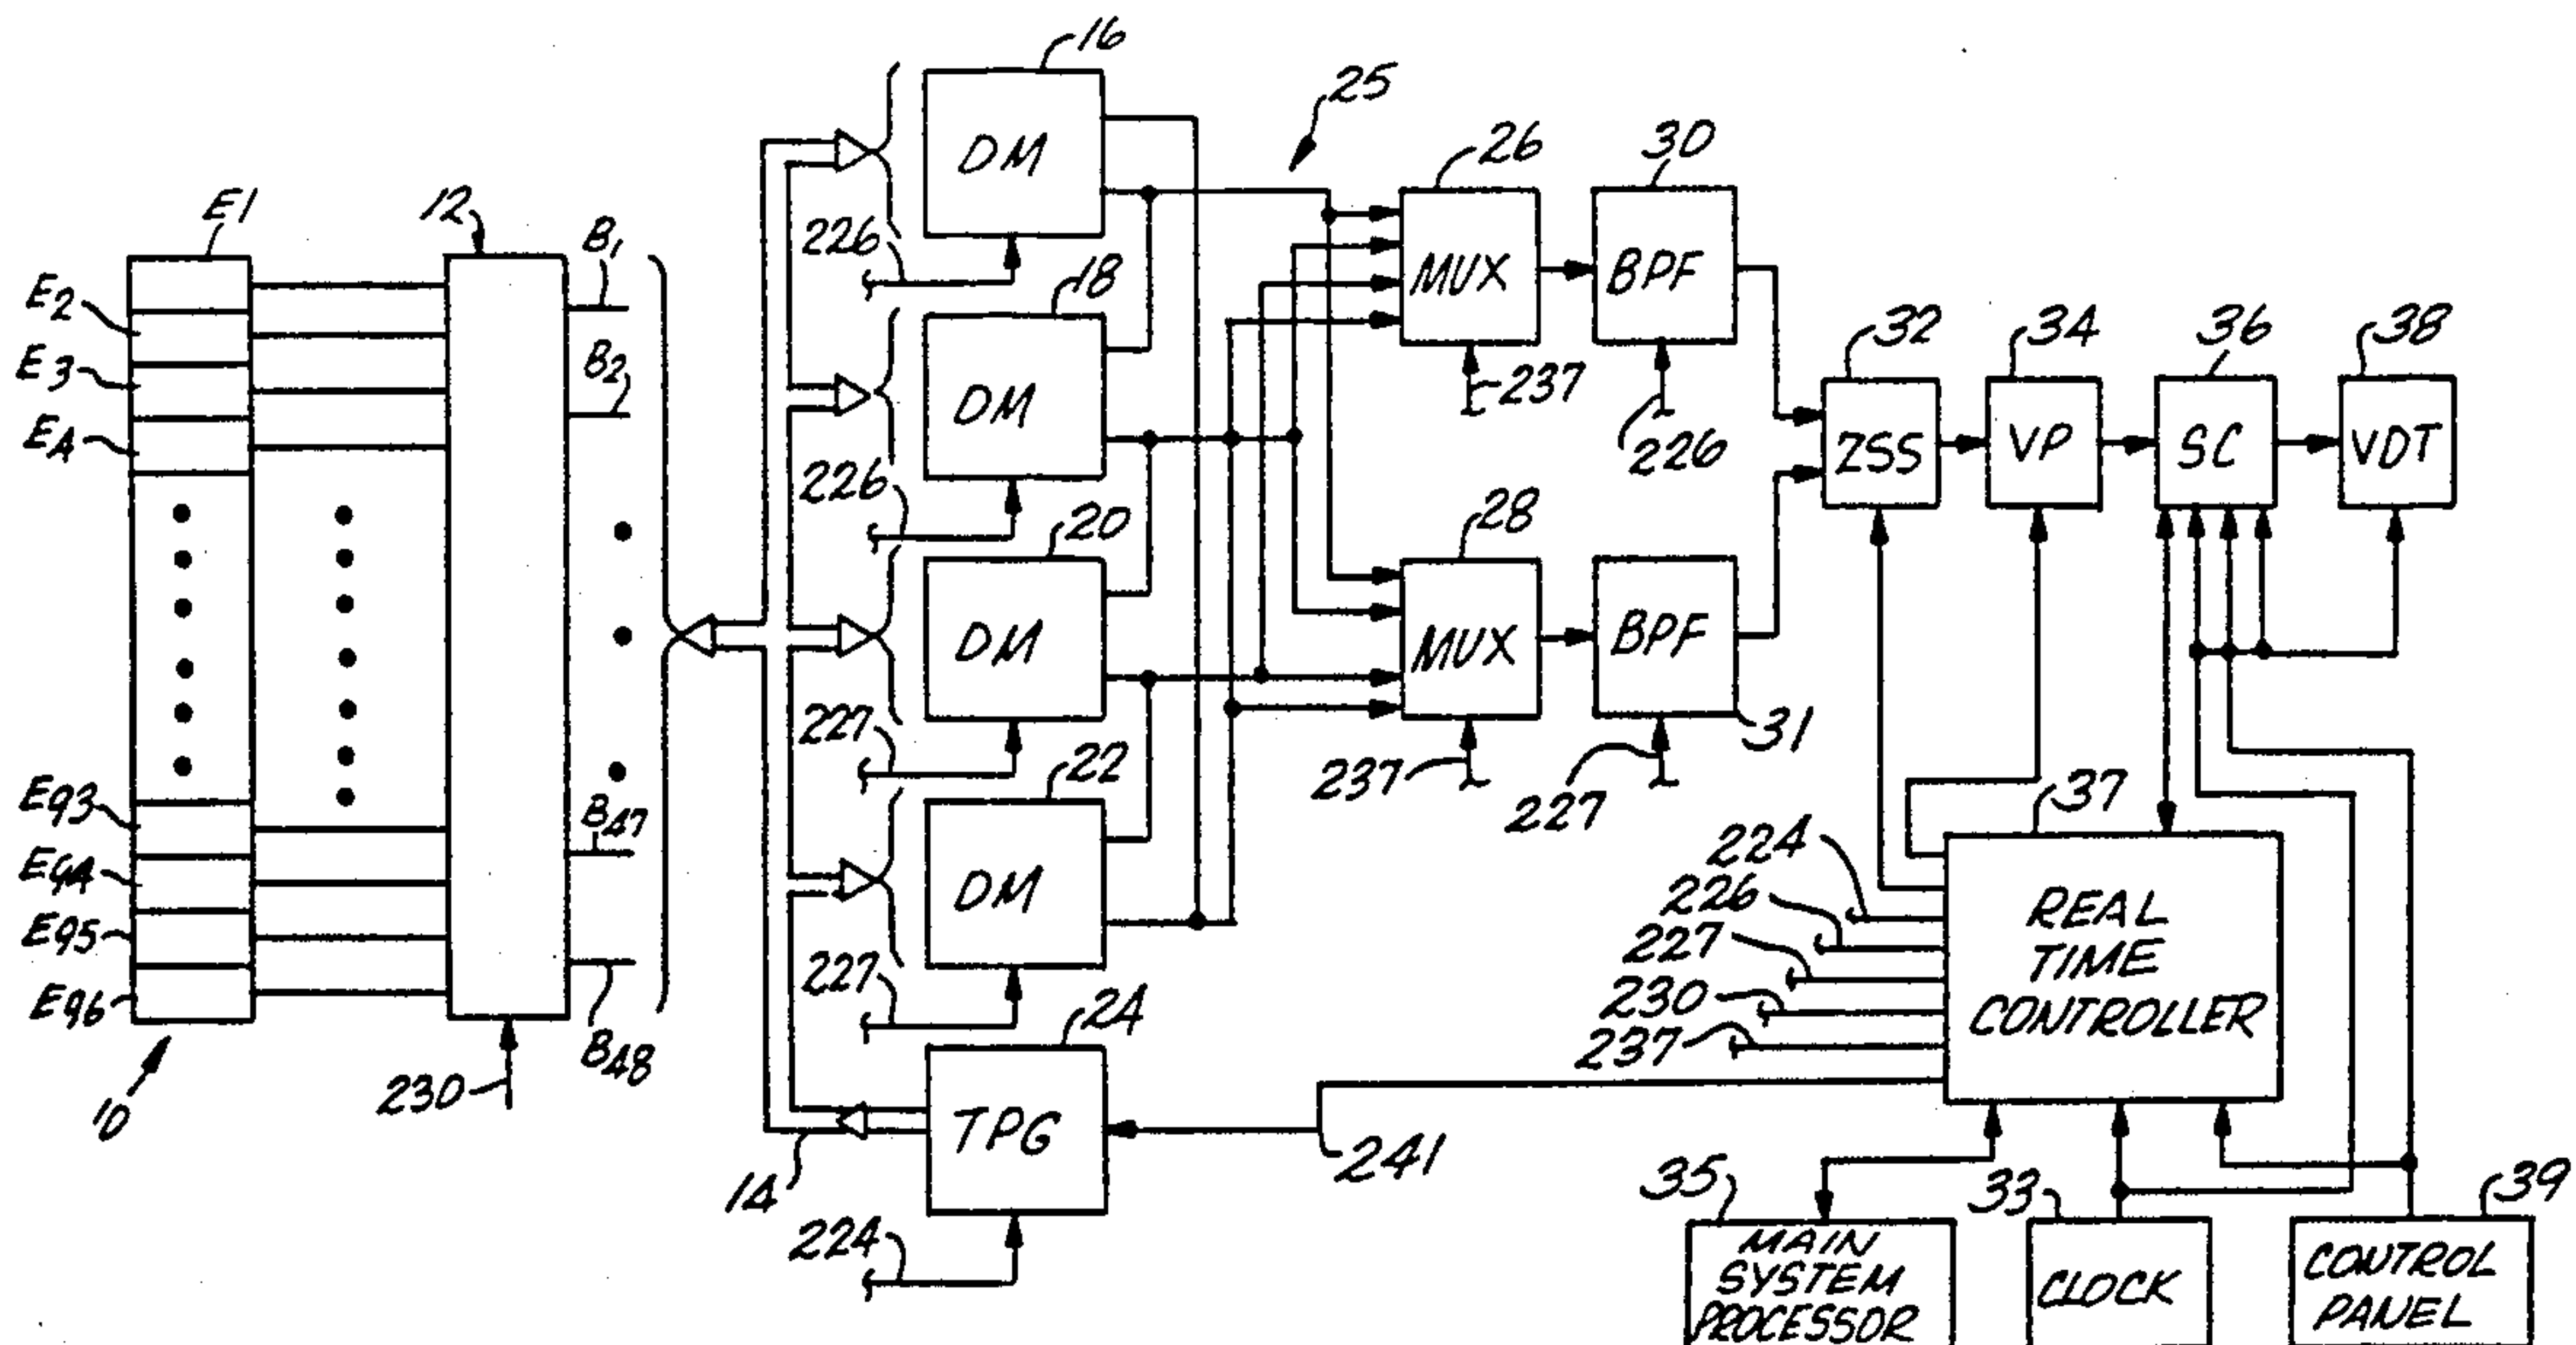 16
25
DM
26
30
E1
12
B1
226
MUX
BPF
E2
18
32
34
36
38
E3
B2
DM
237
226
ZSS
VP
SC
VDT
E4
226
20
28
DM
MUX
BPF
227
22
237
227
31
37
E93
B47
DM
224
E94
226
REAL
TIME
CONTROLLER
E95
227
227
230
E96
B48
24
237
10
230
TPG
241
14
35
33
39
224
MAIN
SYSTEM
PROCESSOR
CLOCK
CONTROL
PANEL